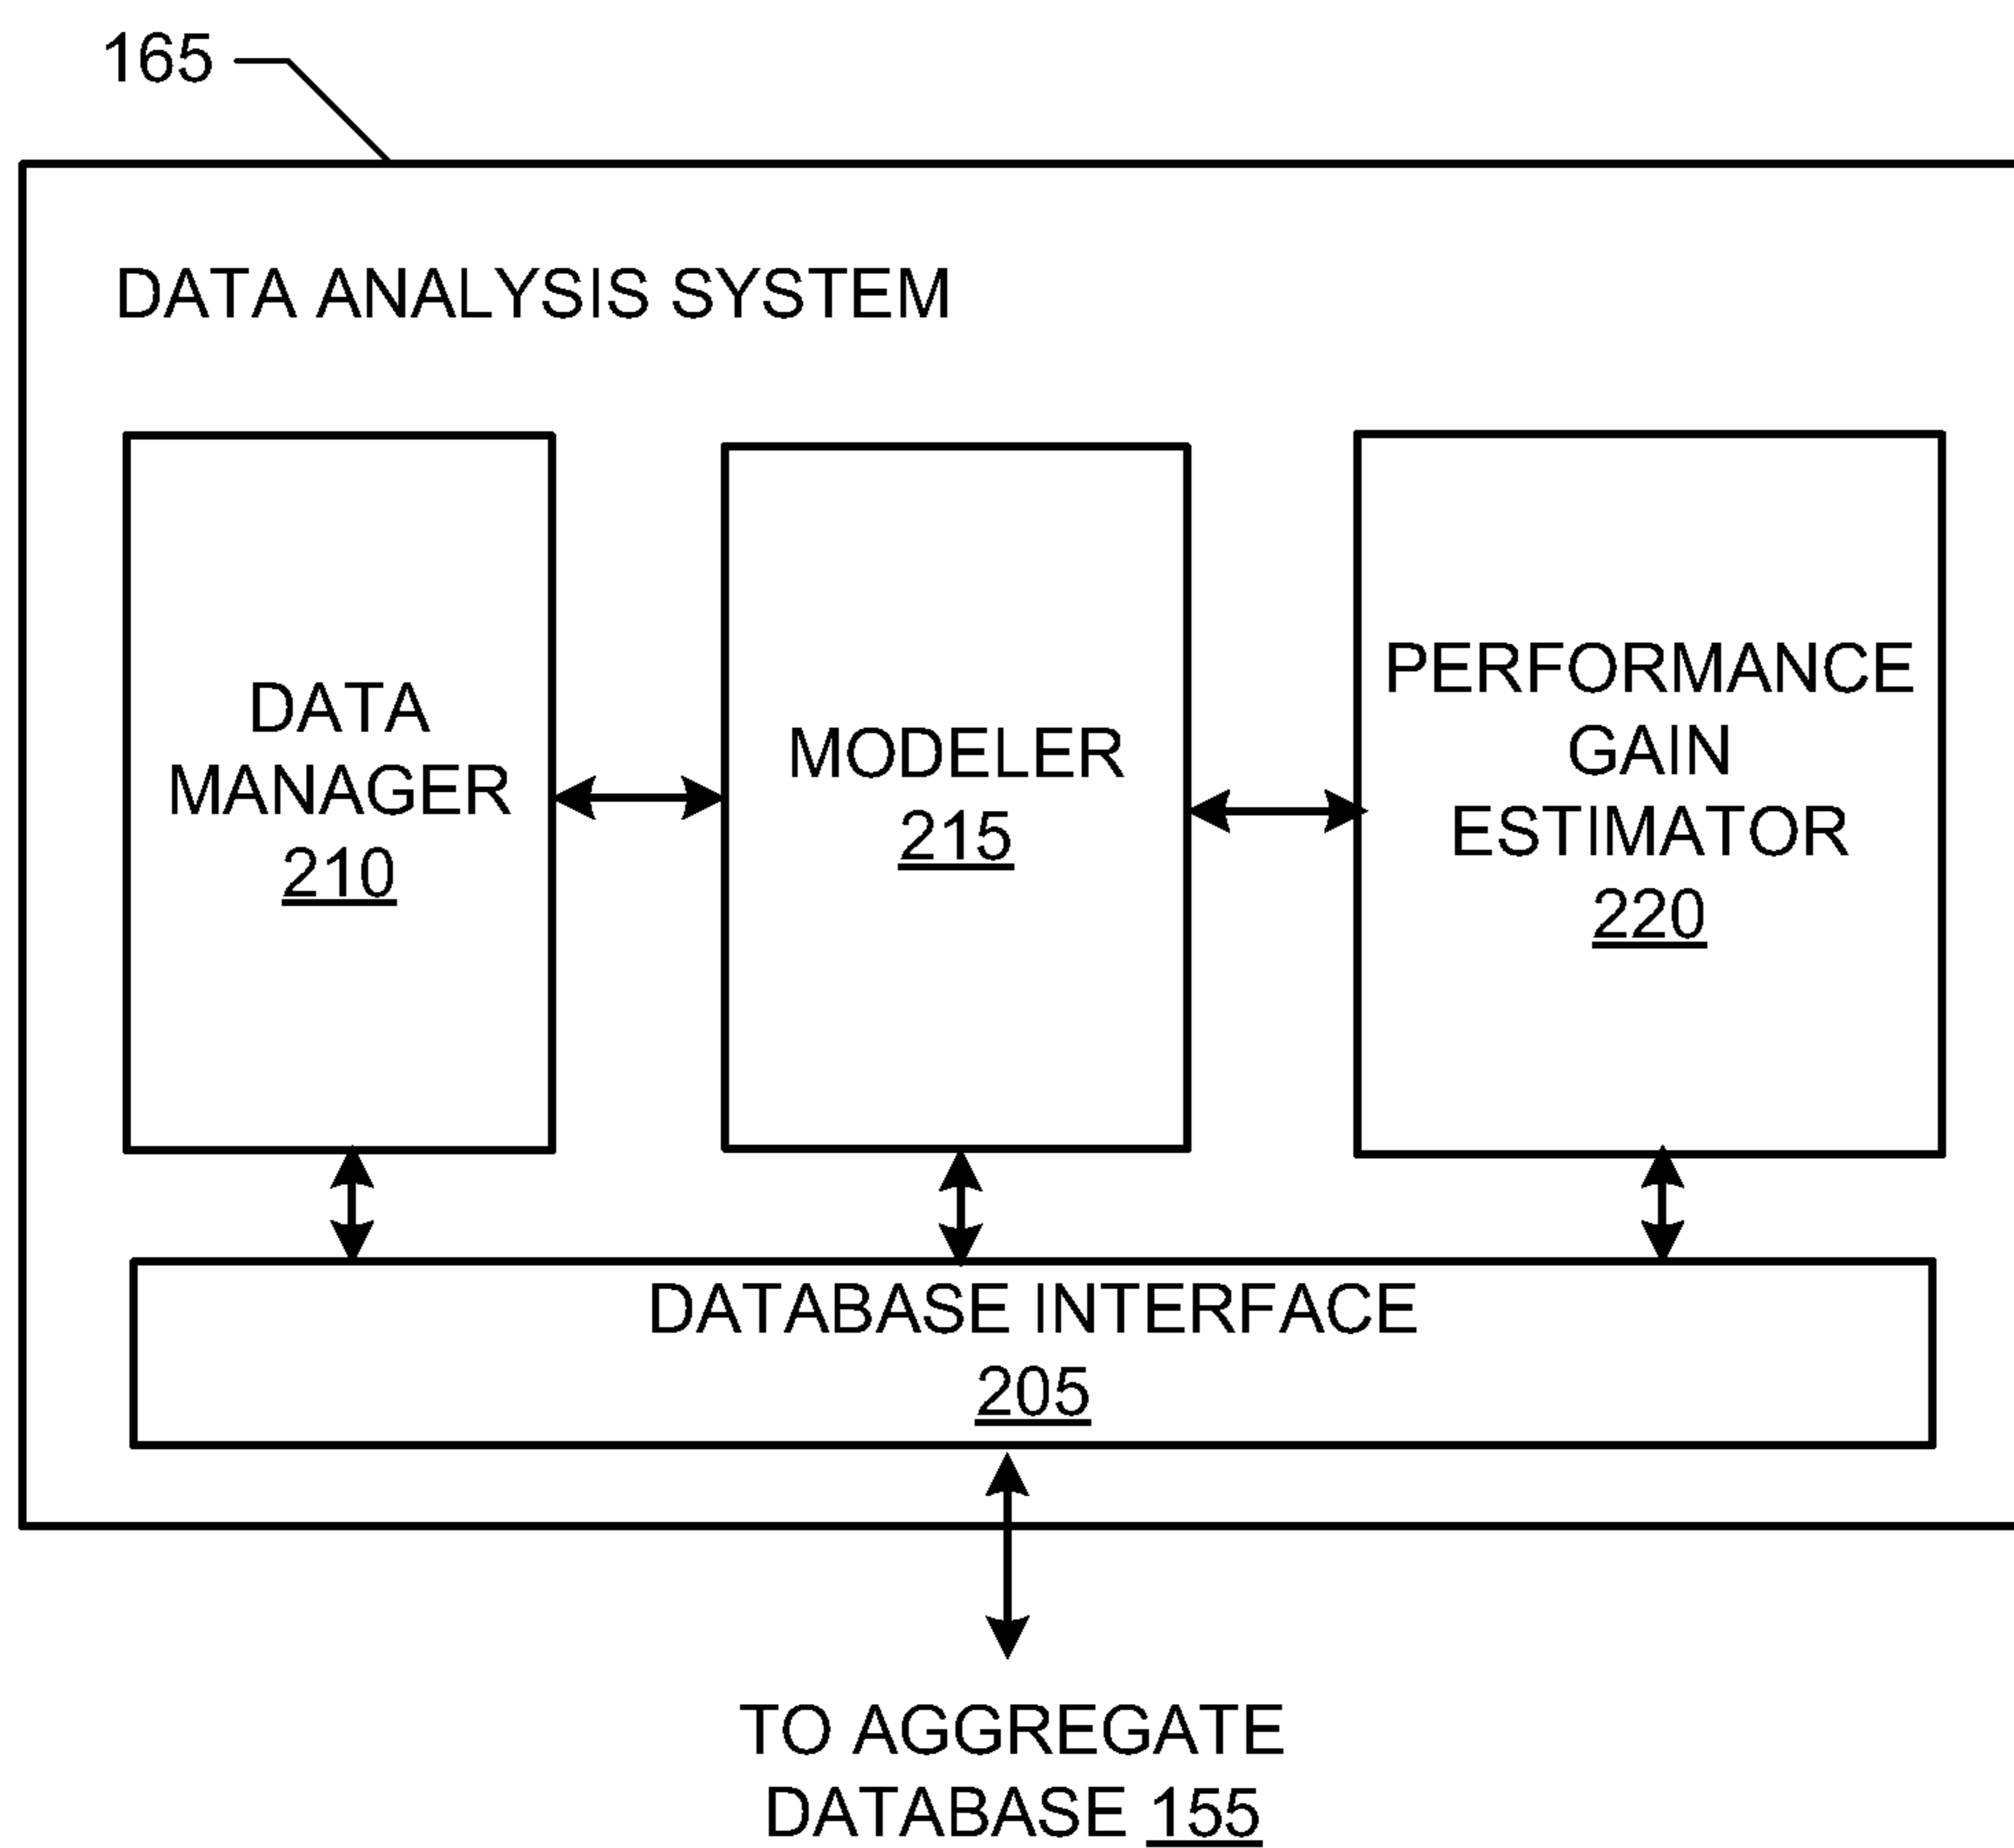 165
DATA ANALYSIS SYSTEM
DATA
MANAGER
210
MODELER
215
PERFORMANCE
GAIN
ESTIMATOR
220
DATABASE INTERFACE
205
TO AGGREGATE
DATABASE 155